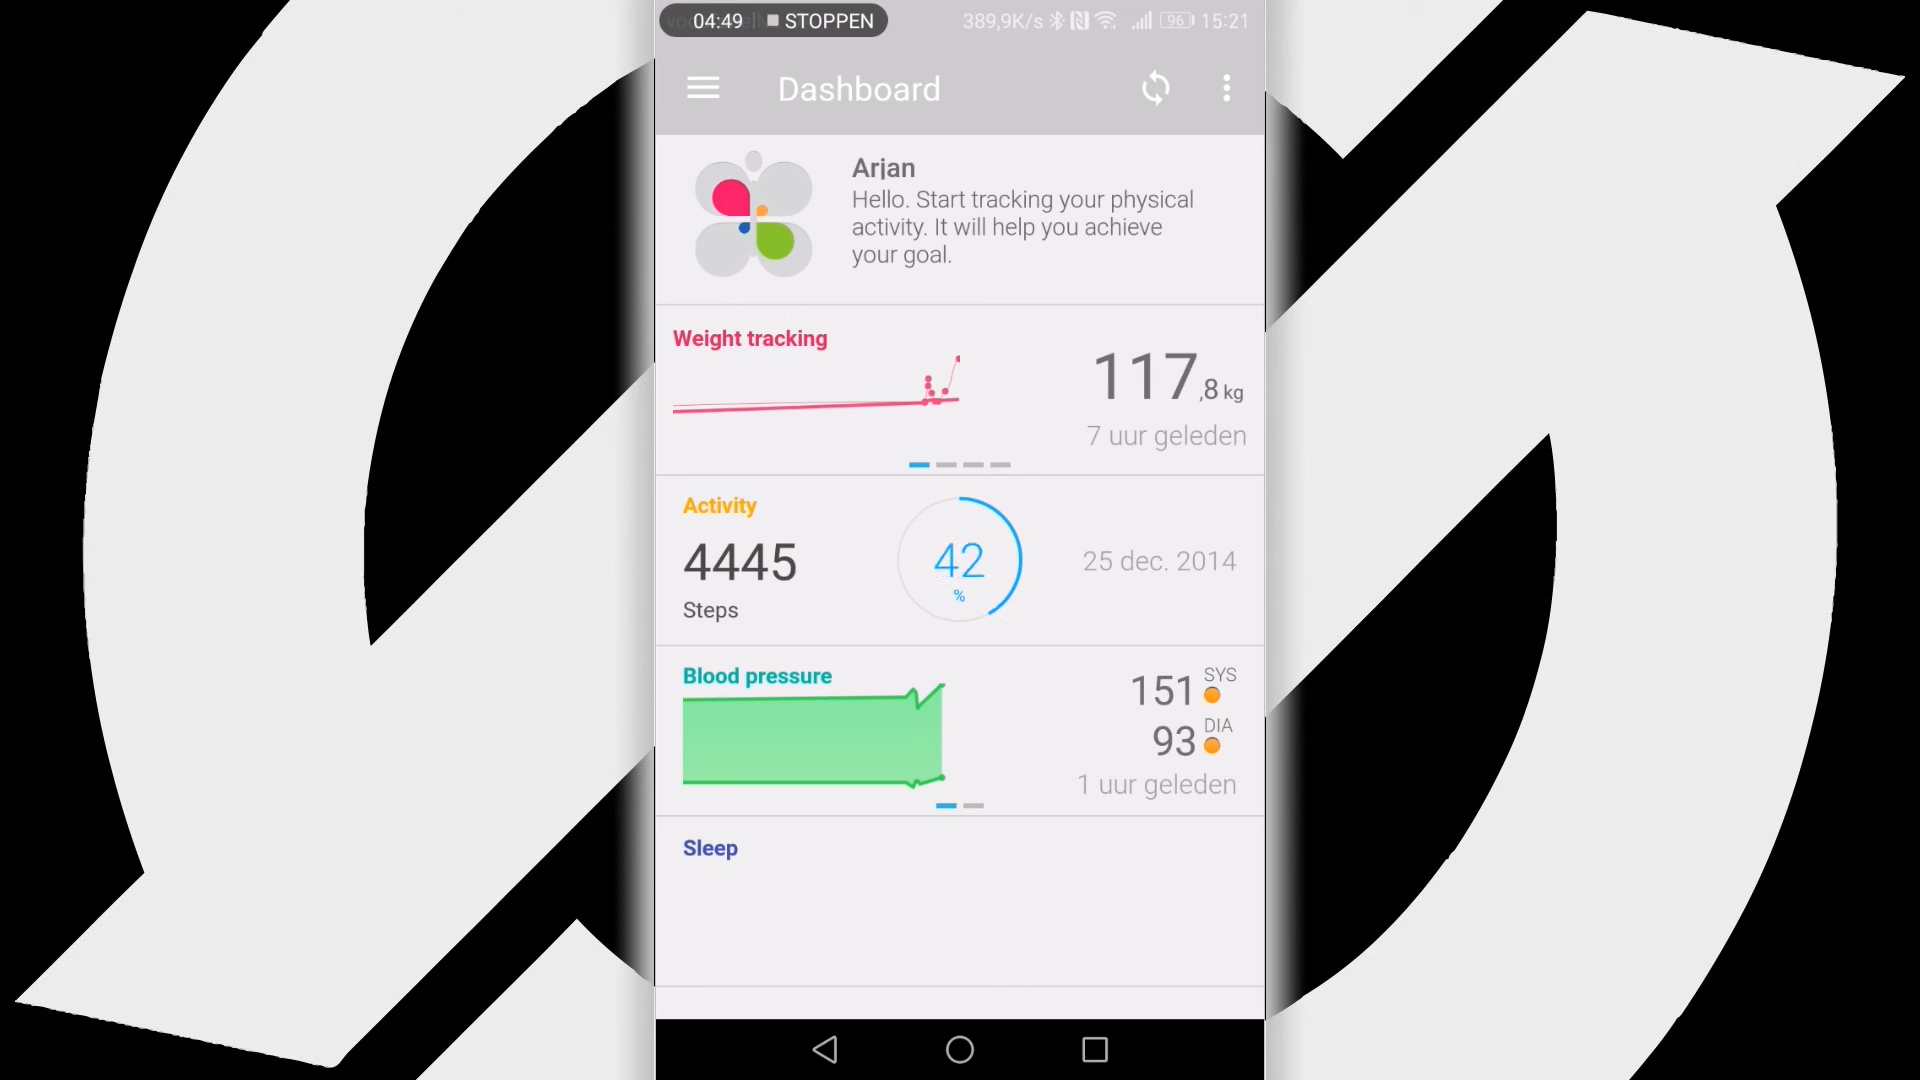 04:49 STOPPEN 389,9K/s 96 15:21
Dashboard
Arjan
Hello. Start tracking your physical
activity. It will help you achieve
your goal.
Weight tracking
117,8 kg
7 uur geleden
Activity
4445
Steps
42
%
25 dec. 2014
Blood pressure
151 SYS
93 DIA
1 uur geleden
Sleep